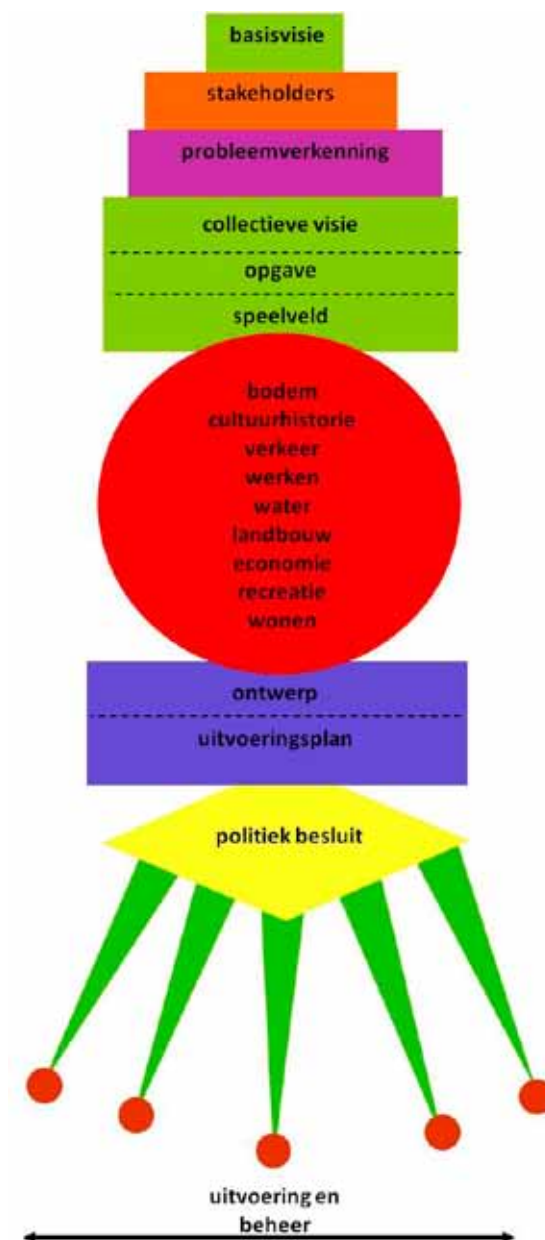 basisvisie
stakeholders
probleemverkenning
collectieve visie
opgave
speelveld
bodem
cultuurhistorie
verkeer
werken
water
landbouw
economie
recreatie
wonen
ontwerp
uitvoeringsplan
politiek besluit
uitvoering en
beheer